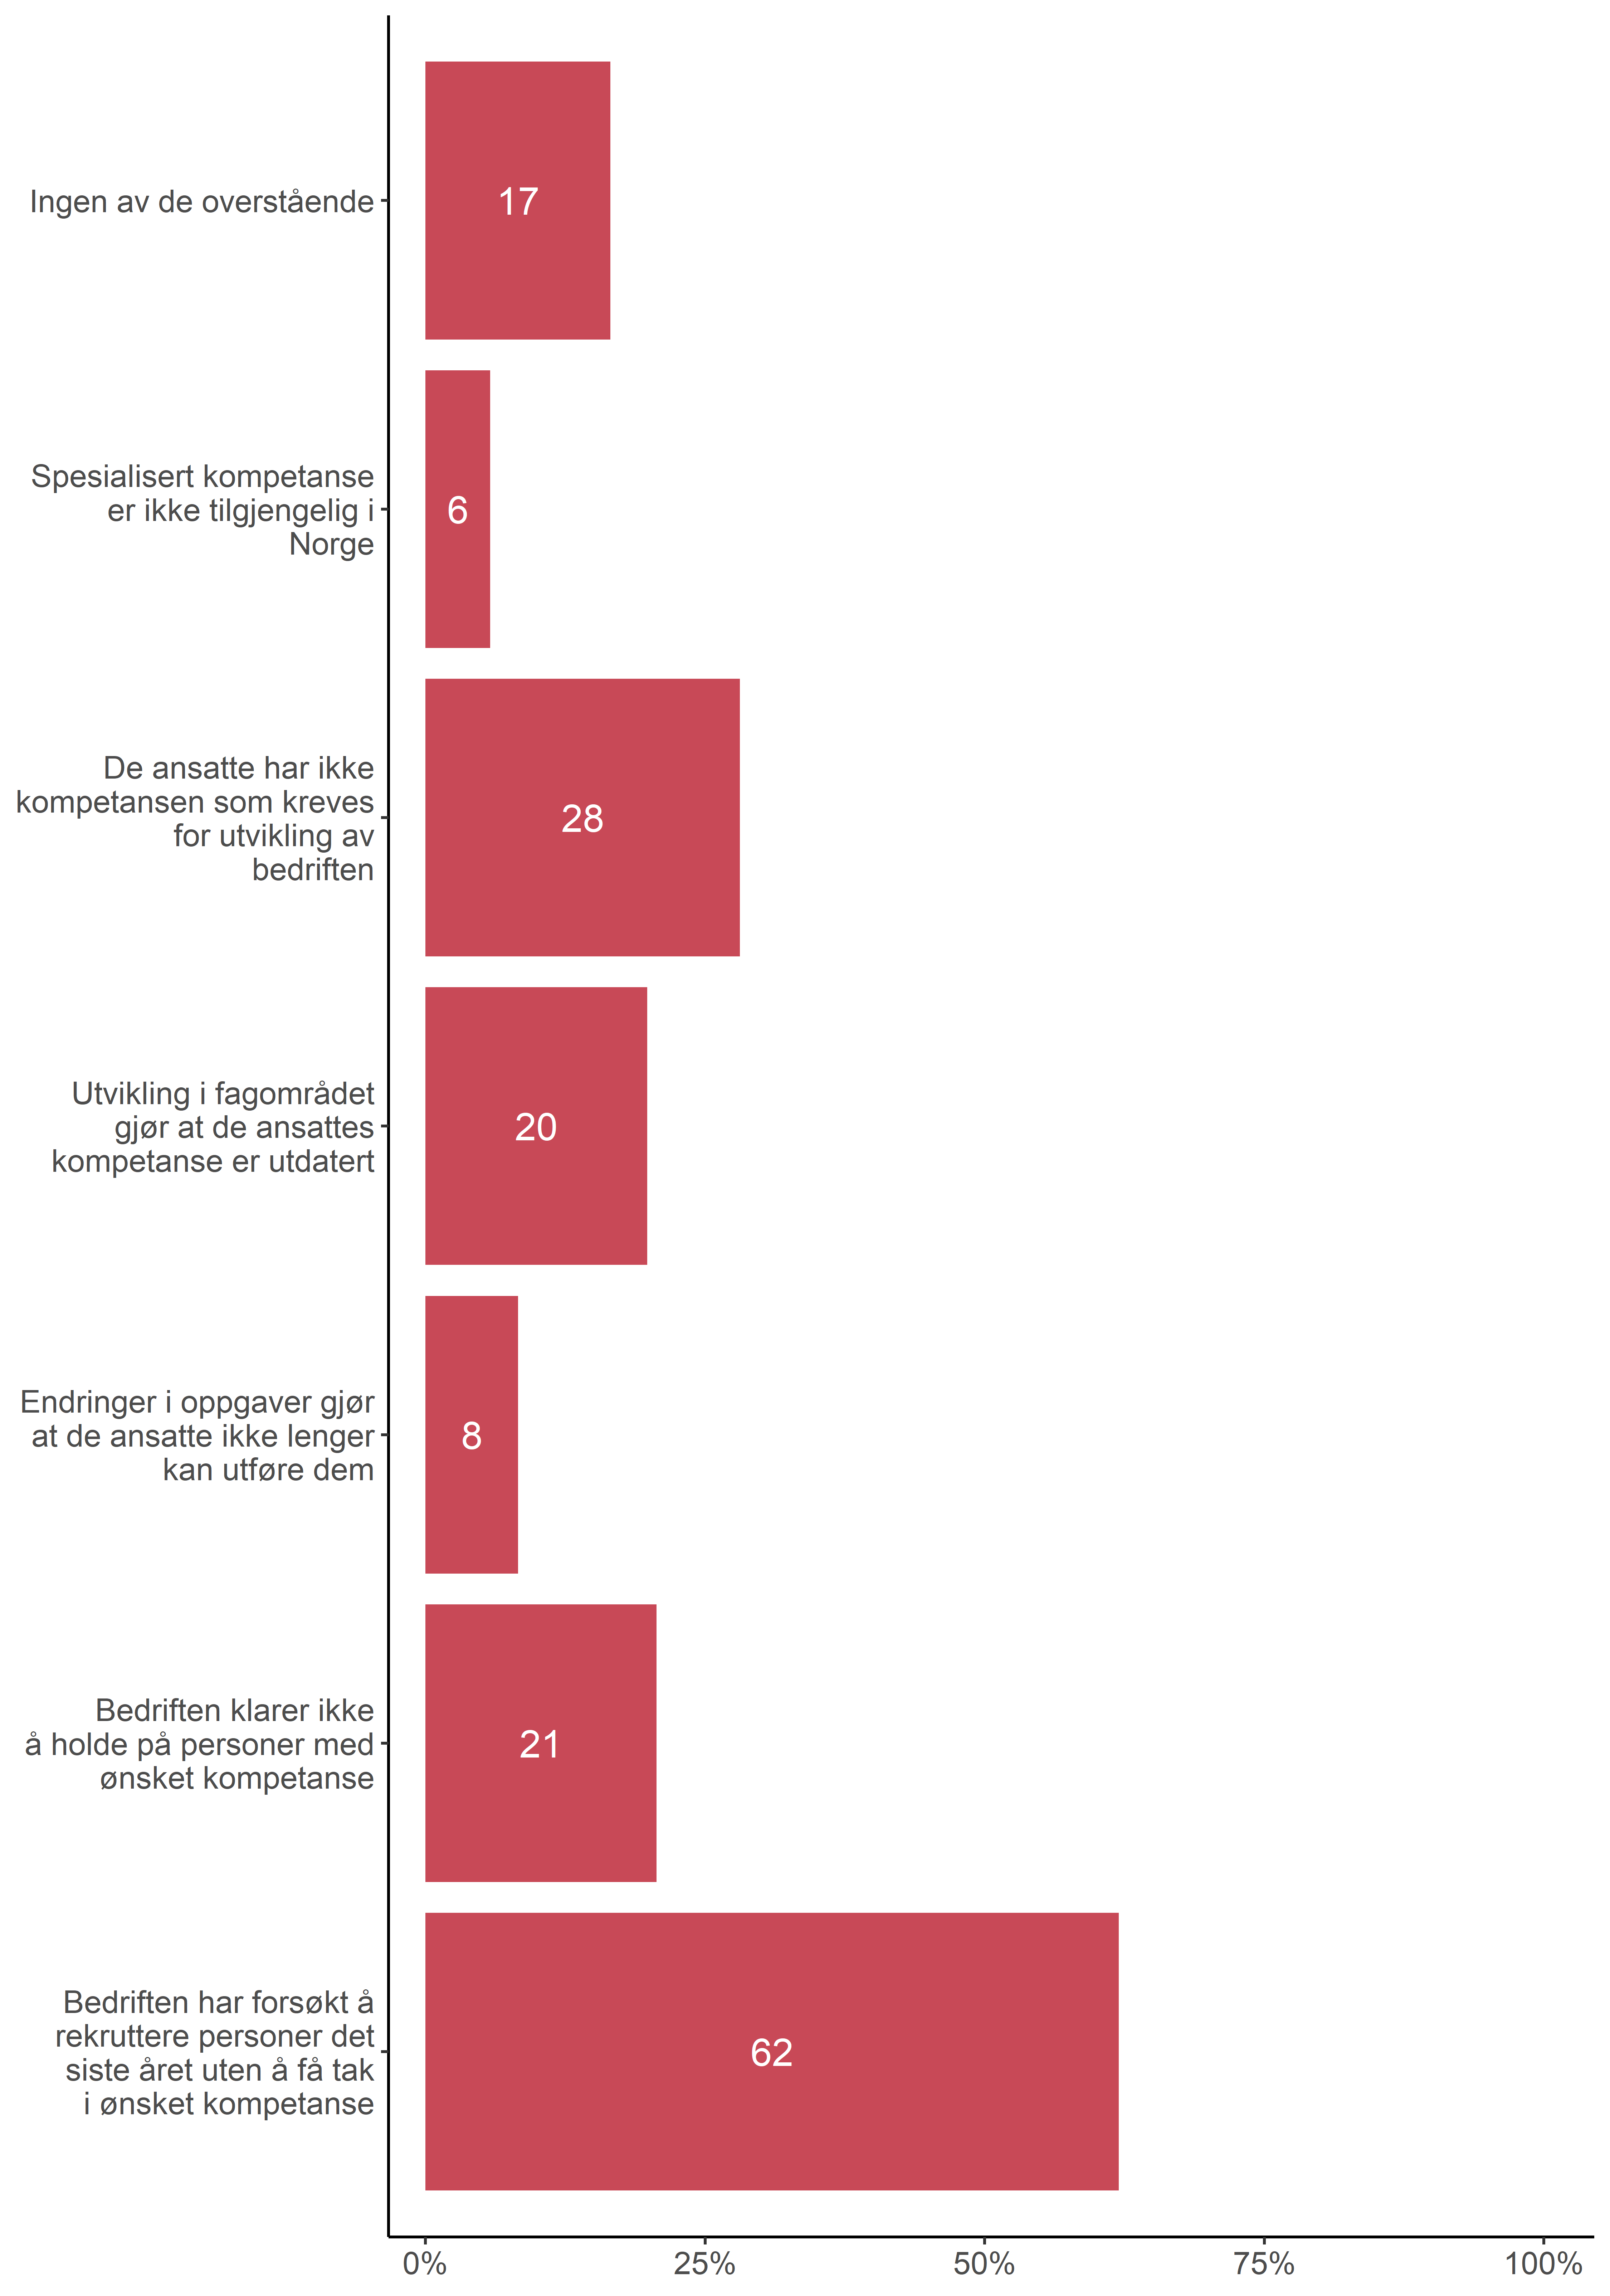 Ingen av de overstående
17
Spesialisert kompetanse
er ikke tilgjengelig i
Norge
6
De ansatte har ikke
kompetansen som kreves
for utvikling av
bedriften
28
Utvikling i fagområdet
gjør at de ansattes
kompetanse er utdatert
20
Endringer i oppgaver gjør
at de ansatte ikke lenger
kan utføre dem
8
Bedriften klarer ikke
å holde på personer med
ønsket kompetanse
21
Bedriften har forsøkt å
rekruttere personer det
siste året uten å få tak
i ønsket kompetanse
62
0% 25% 50% 75% 100%